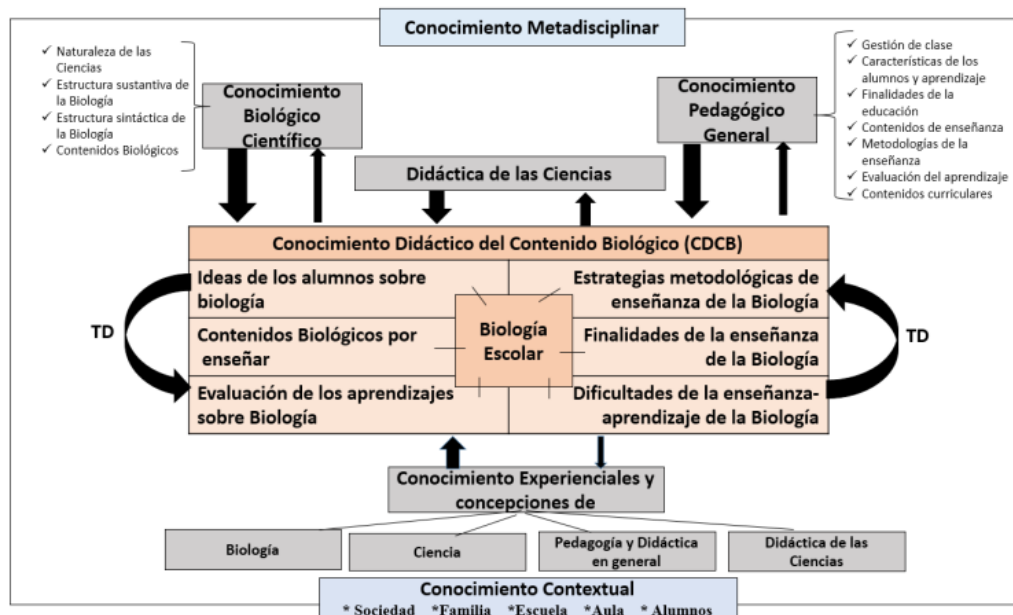 Conocimiento Metadisciplinar
✓ Naturaleza de las
Ciencias
✓ Estructura sustantiva de
la Biología
✓ Estructura sintáctica de
la Biología
✓ Contenidos Biológicos
Conocimiento
Biológico
Científico
Conocimiento
Pedagógico
General
✓ Gestión de clase
✓ Características de los
alumnos y aprendizaje
✓ Finalidades de la
educación
✓ Contenidos de enseñanza
✓ Metodologías de la
enseñanza
✓ Evaluación del aprendizaje
✓ Contenidos curriculares
Didáctica de las Ciencias
Conocimiento Didáctico del Contenido Biológico (CDCB)
Ideas de los alumnos sobre
biología
Estrategias metodológicas de
enseñanza de la Biología
TD
Contenidos Biológicos por
enseñar
Biología
Escolar
Finalidades de la enseñanza
de la Biología
TD
Evaluación de los aprendizajes
sobre Biología
Dificultades de la enseñanza-
aprendizaje de la Biología
Conocimiento Experienciales y
concepciones de
Biología
Ciencia
Pedagogía y Didáctica
en general
Didáctica de las
Ciencias
Conocimiento Contextual
* Sociedad *Familia *Escuela *Aula * Alumnos